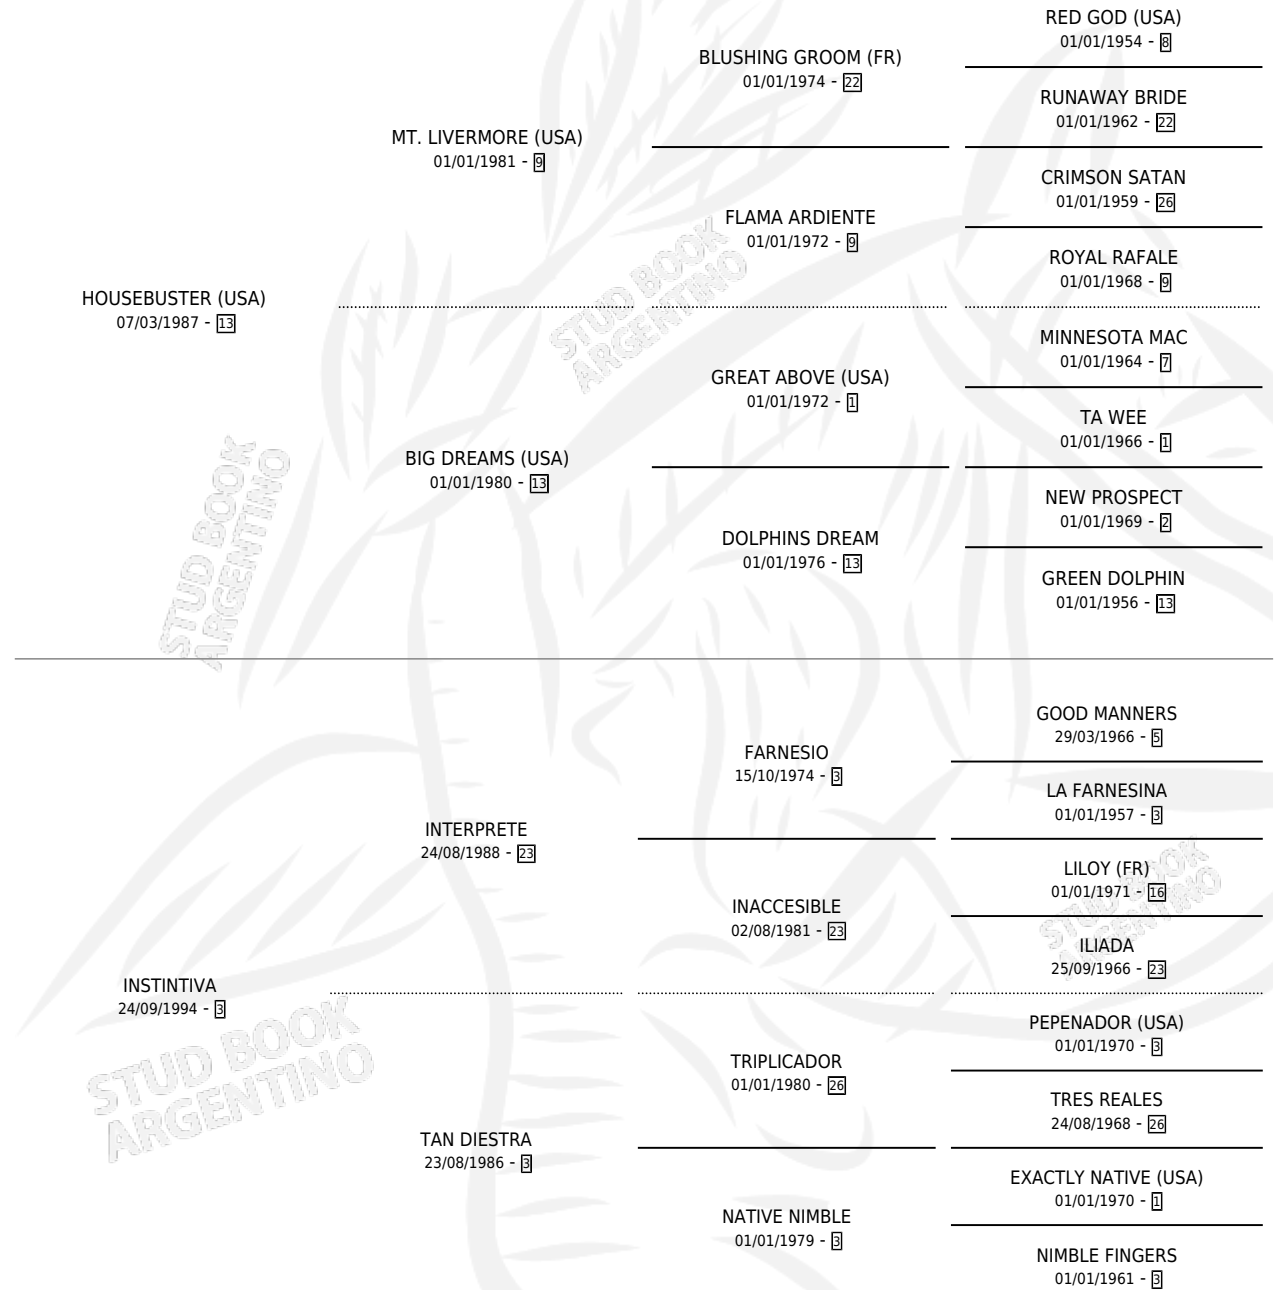 RED GOD (USA)
01/01/1954 - 8
BLUSHING GROOM (FR)
01/01/1974 - 22
RUNAWAY BRIDE
01/01/1962 - 22
MT. LIVERMORE (USA)
01/01/1981 - 9
CRIMSON SATAN
01/01/1959 - 26
FLAMA ARDIENTE
01/01/1972 - 9
ROYAL RAFALE
01/01/1968 - 9
HOUSEBUSTER (USA)
07/03/1987 - 13
MINNESOTA MAC
01/01/1964 - 7
GREAT ABOVE (USA)
01/01/1972 - 1
TA WEE
01/01/1966 - 1
BIG DREAMS (USA)
01/01/1980 - 13
NEW PROSPECT
01/01/1969 - 2
DOLPHINS DREAM
01/01/1976 - 13
GREEN DOLPHIN
01/01/1956 - 13
STUD BOOK
ARGENTINO
STUD BOOK
ARGENTINO
GOOD MANNERS
29/03/1966 - 5
FARNESIO
15/10/1974 - 3
LA FARNESINA
01/01/1957 - 3
INTERPRETE
24/08/1988 - 23
LILOY (FR)
01/01/1971 - 16
INACCESIBLE
02/08/1981 - 23
ILIADA
25/09/1966 - 23
INSTINTIVA
24/09/1994 - 3
PEPENADOR (USA)
01/01/1970 - 3
TRIPLICADOR
01/01/1980 - 26
TRES REALES
24/08/1968 - 26
TAN DIESTRA
23/08/1986 - 3
EXACTLY NATIVE (USA)
01/01/1970 - 1
NATIVE NIMBLE
01/01/1979 - 3
NIMBLE FINGERS
01/01/1961 - 3
STUD BOOK
ARGENTINO
STUD BOOK
ARGENTINO